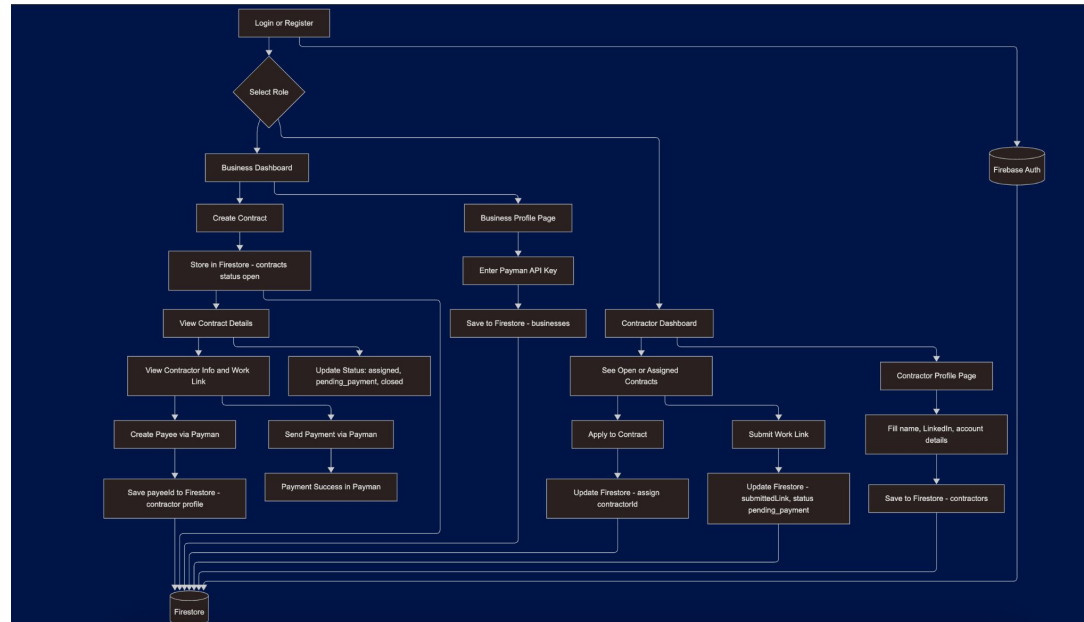 Login or Register
Select Role
Business Dashboard
Firebase Auth
Create Contract
Business Profile Page
Store in Firestore - contracts
status open
Enter Payman API Key
View Contract Details
Save to Firestore - businesses
Contractor Dashboard
View Contractor Info and Work
Link
Update Status: assigned,
pending_payment, closed
See Open or Assigned
Contracts
Contractor Profile Page
Create Payee via Payman
Send Payment via Payman
Apply to Contract
Submit Work Link
Fill name, LinkedIn, account
details
Save payeeId to Firestore -
contractor profile
Payment Success in Payman
Update Firestore - assign
contractorId
Update Firestore -
submittedLink, status
pending_payment
Save to Firestore - contractors
Firestore